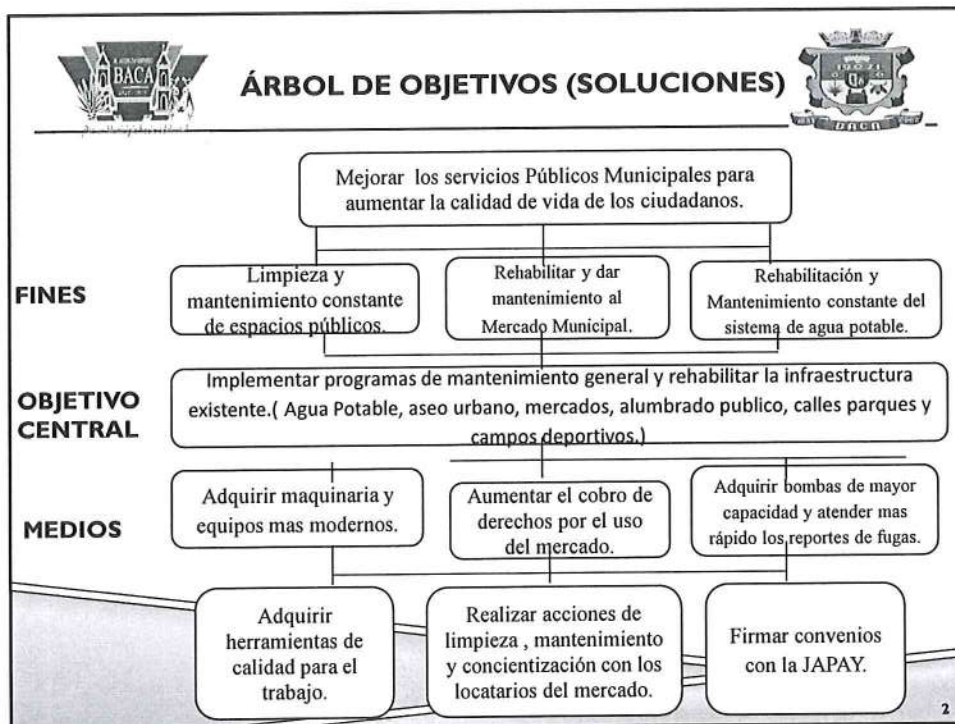 BACA
ÁRBOL DE OBJETIVOS (SOLUCIONES)
BACA
Mejorar los servicios Públicos Municipales para
aumentar la calidad de vida de los ciudadanos.
FINES
Limpieza y
mantenimiento constante
de espacios públicos.
Rehabilitar y dar
mantenimiento al
Mercado Municipal.
Rehabilitación y
Mantenimiento constante del
sistema de agua potable.
OBJETIVO
CENTRAL
Implementar programas de mantenimiento general y rehabilitar la infraestructura
existente.( Agua Potable, aseo urbano, mercados, alumbrado publico, calles parques y
campos deportivos.)
MEDIOS
Adquirir maquinaria y
equipos mas modernos.
Aumentar el cobro de
derechos por el uso
del mercado.
Adquirir bombas de mayor
capacidad y atender mas
rápido los reportes de fugas.
Adquirir
herramientas de
calidad para el
trabajo.
Realizar acciones de
limpieza , mantenimiento
y concientización con los
locatarios del mercado.
Firmar convenios
con la JAPAY.
2